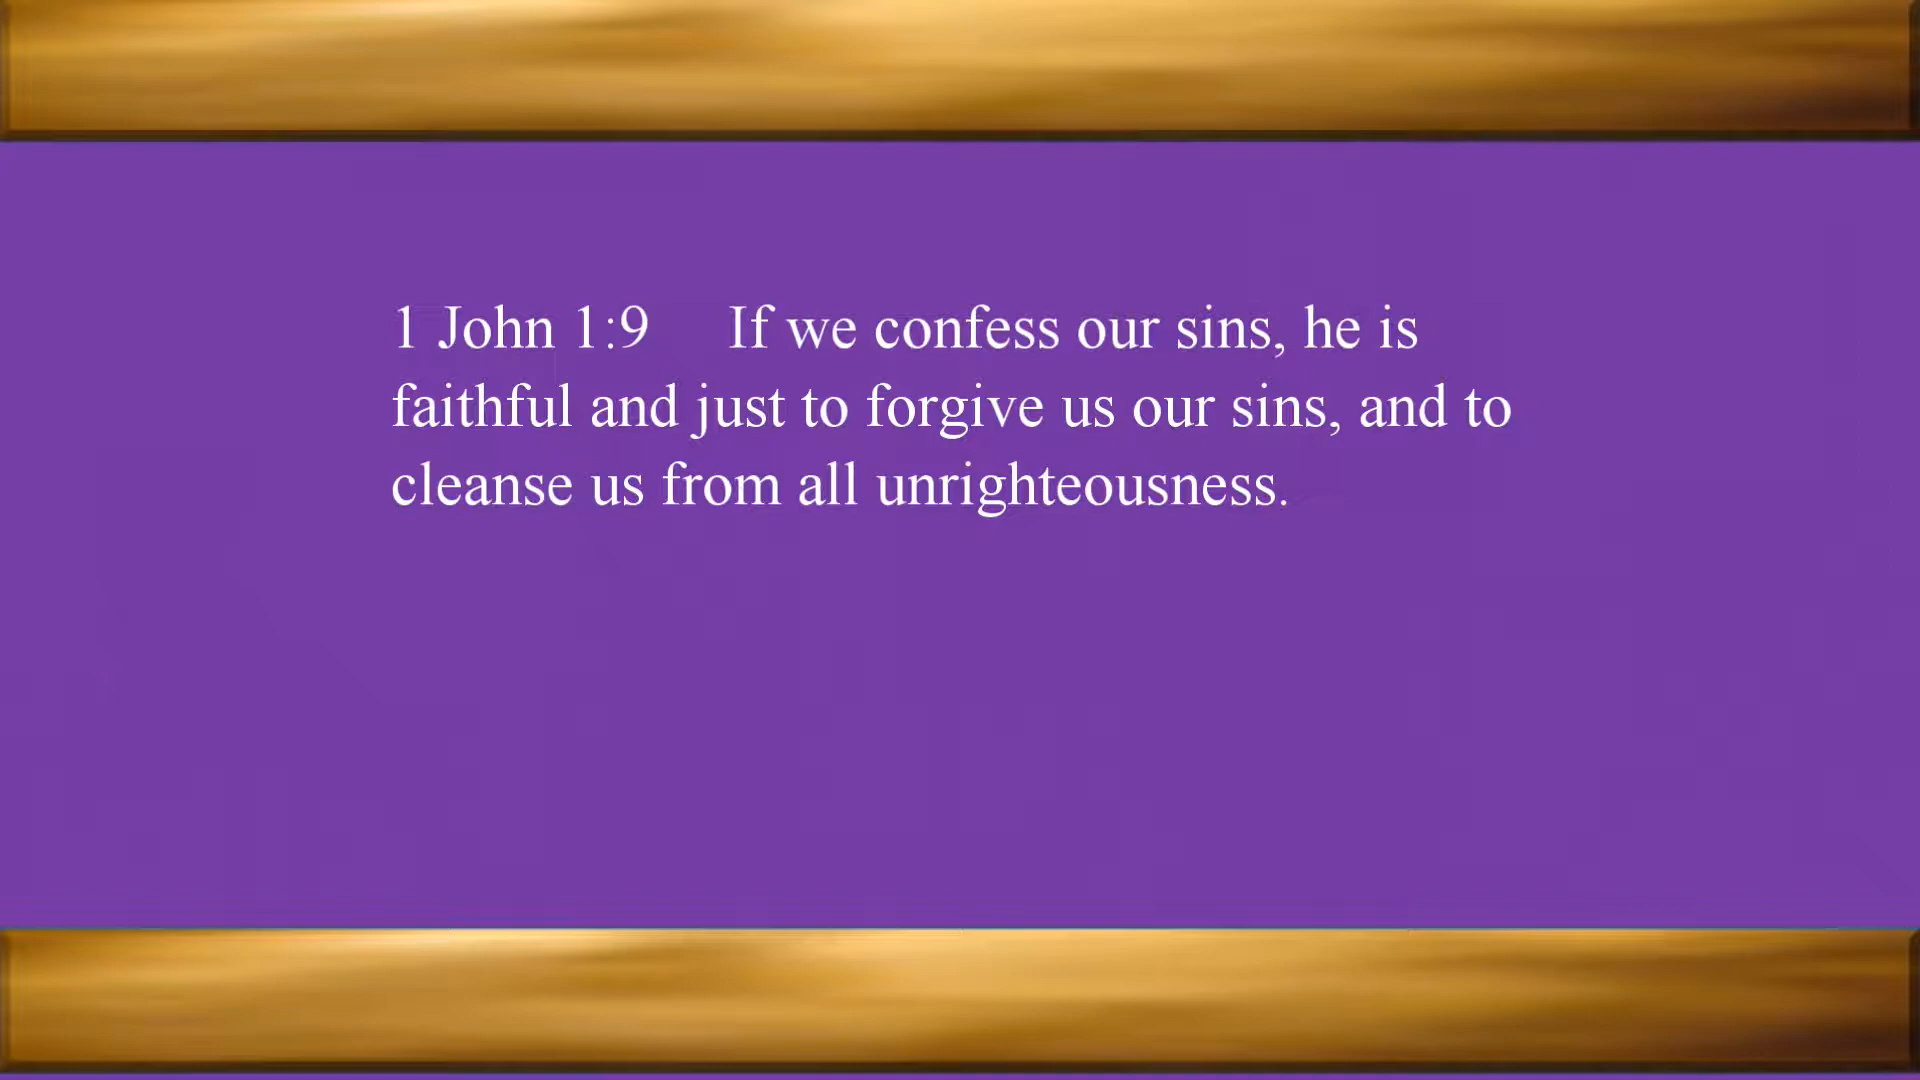 1 John 1:9     If we confess our sins, he is
faithful and just to forgive us our sins, and to
cleanse us from all unrighteousness.